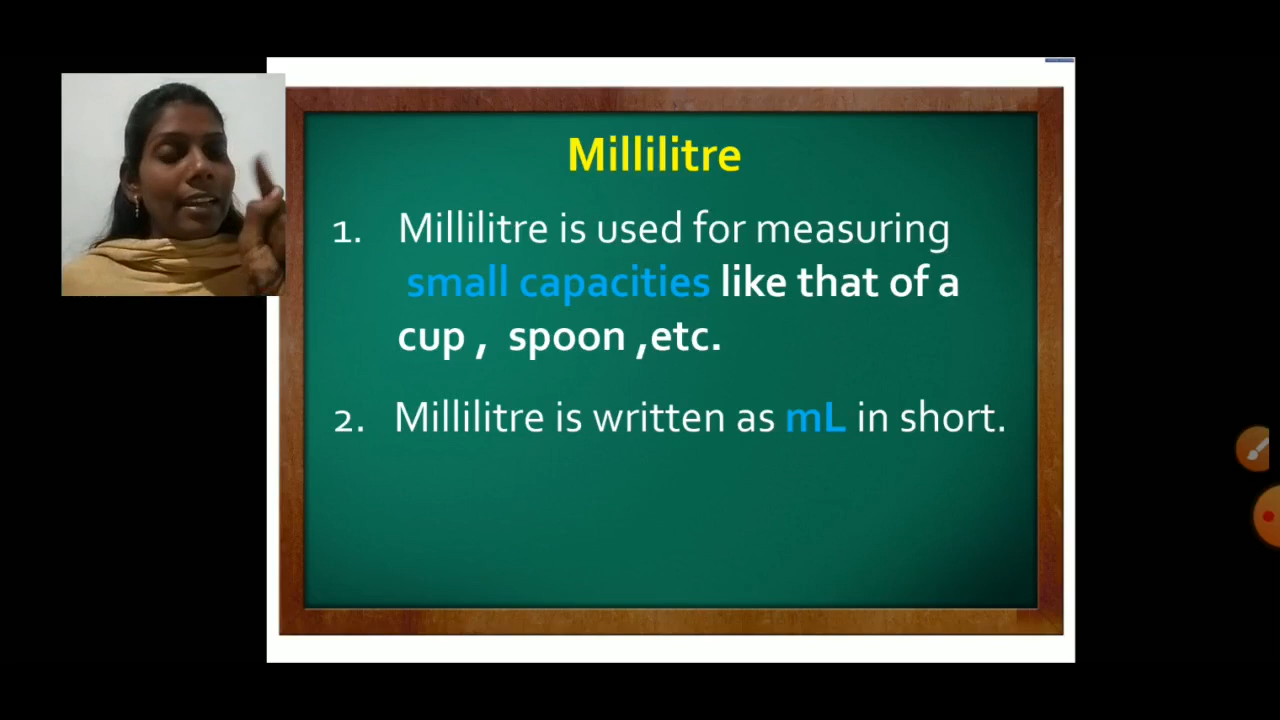 Millilitre
1. Millilitre is used for measuring
small capacities like that of a
cup , spoon ,etc.
2. Millilitre is written as mL in short.